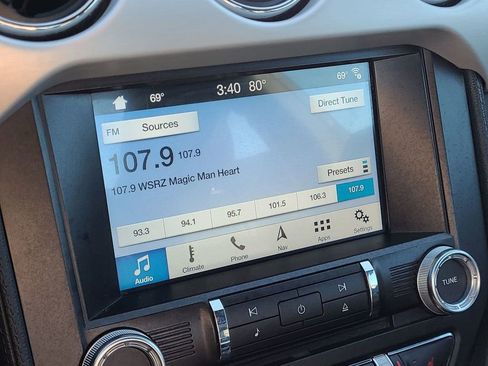 69° 3:40 80° 69°
FM Sources Direct Tune
107.9 107.9
107.9 WSRZ Magic Man Heart
Presets
93.3 94.1 95.7 101.5 106.3 107.9
Audio Climate Phone Nav Apps Settings
TUNE